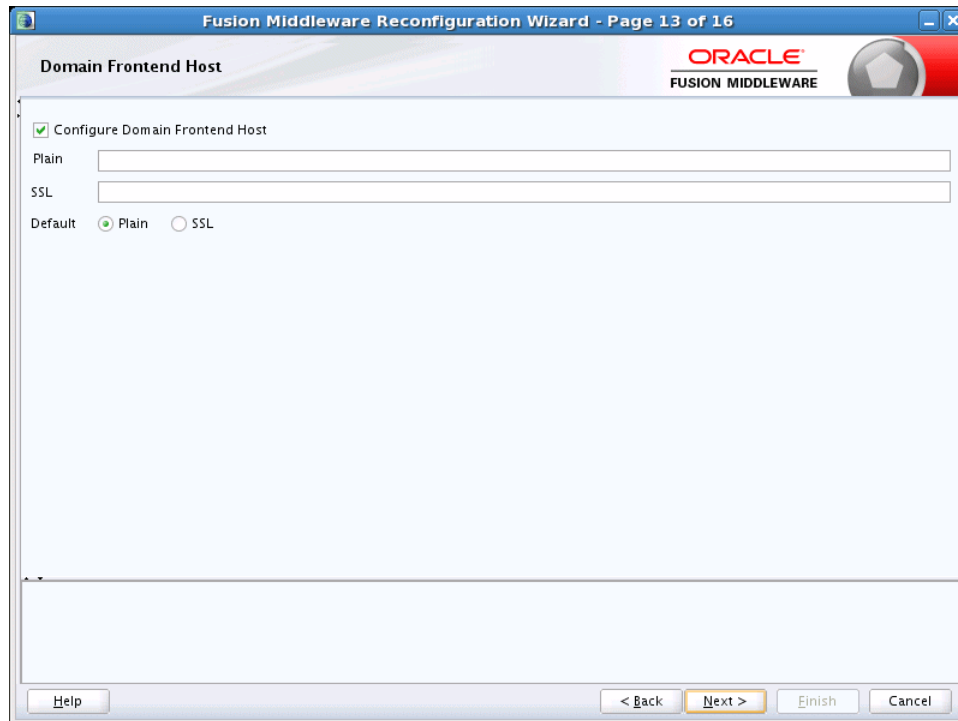 Fusion Middleware Reconfiguration Wizard - Page 13 of 16
Domain Frontend Host
ORACLE
FUSION MIDDLEWARE
Configure Domain Frontend Host
Plain
SSL
Default Plain SSL
Help < Back Next > Finish Cancel